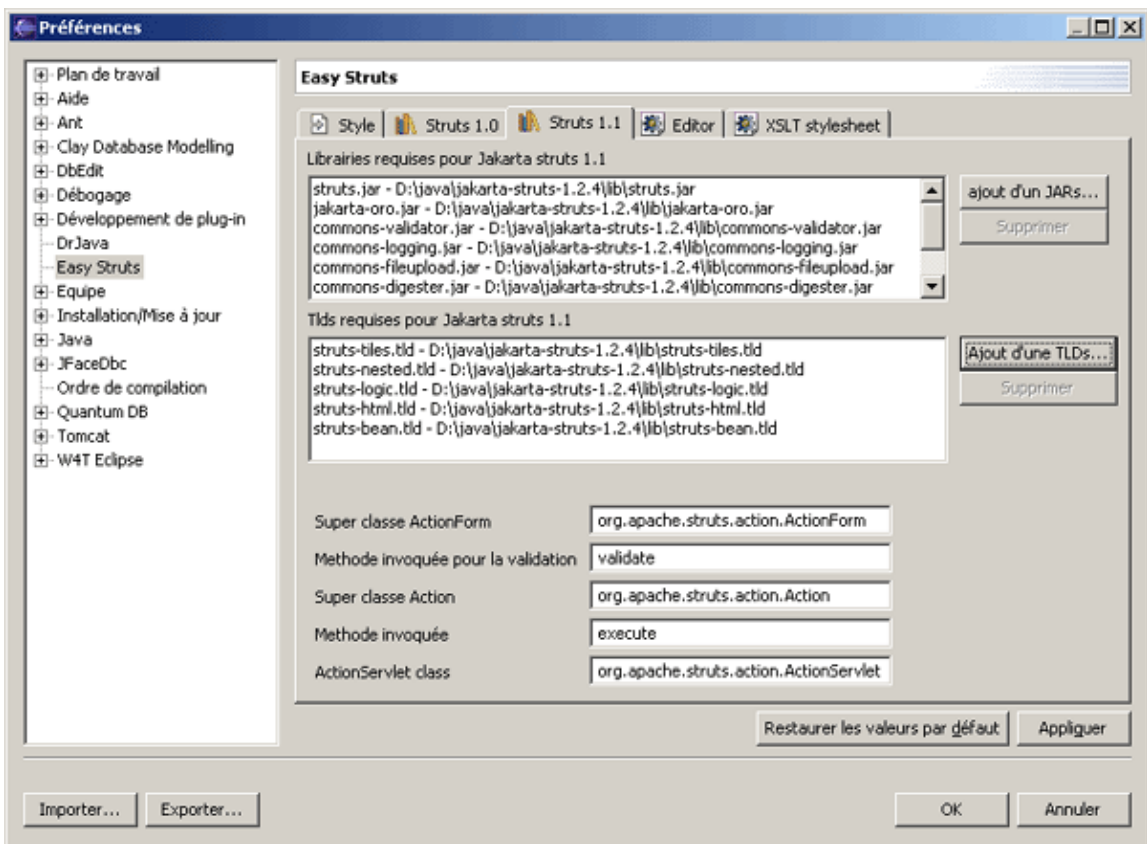 Préférences
Plan de travail
Aide
Ant
Clay Database Modelling
DbEdit
Débogage
Développement de plug-in
DrJava
Easy Struts
Equipe
Installation/Mise à jour
Java
JFaceDbc
Ordre de compilation
Quantum DB
Tomcat
W4T Eclipse
Easy Struts
Style Struts 1.0 Struts 1.1 Editor XSLT stylesheet
Librairies requises pour Jakarta struts 1.1
struts.jar - D:\java\jakarta-struts-1.2.4\lib\struts.jar
jakarta-oro.jar - D:\java\jakarta-struts-1.2.4\lib\jakarta-oro.jar
commons-validator.jar - D:\java\jakarta-struts-1.2.4\lib\commons-validator.jar
commons-logging.jar - D:\java\jakarta-struts-1.2.4\lib\commons-logging.jar
commons-fileupload.jar - D:\java\jakarta-struts-1.2.4\lib\commons-fileupload.jar
commons-digester.jar - D:\java\jakarta-struts-1.2.4\lib\commons-digester.jar
ajout d'un JARs...
Supprimer
Tlds requises pour Jakarta struts 1.1
struts-tiles.tld - D:\java\jakarta-struts-1.2.4\lib\struts-tiles.tld
struts-nested.tld - D:\java\jakarta-struts-1.2.4\lib\struts-nested.tld
struts-logic.tld - D:\java\jakarta-struts-1.2.4\lib\struts-logic.tld
struts-html.tld - D:\java\jakarta-struts-1.2.4\lib\struts-html.tld
struts-bean.tld - D:\java\jakarta-struts-1.2.4\lib\struts-bean.tld
Ajout d'une TLDs...
Supprimer
Super classe ActionForm org.apache.struts.action.ActionForm
Methode invoquée pour la validation validate
Super classe Action org.apache.struts.action.Action
Methode invoquée execute
ActionServlet class org.apache.struts.action.ActionServlet
Restaurer les valeurs par défaut Appliquer
Importer... Exporter... OK Annuler